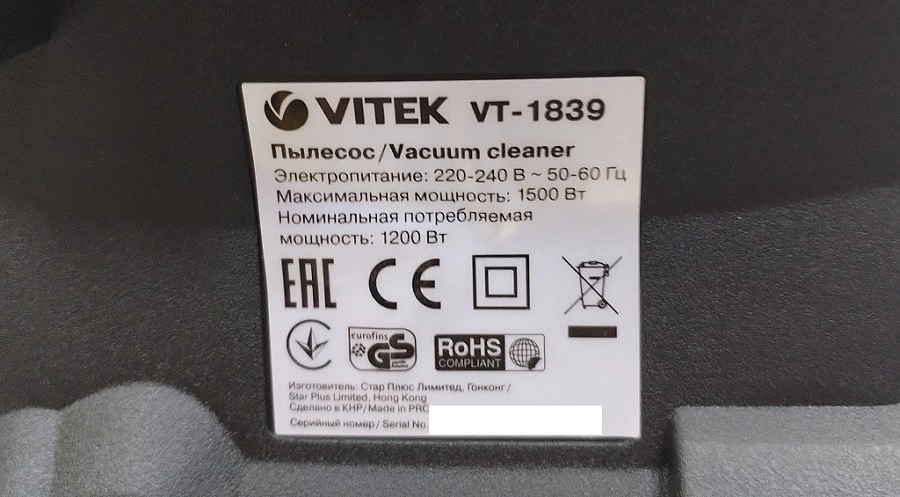 VITEK VT-1839
Пылесос/Vacuum cleaner
Электропитание: 220-240 В ~ 50-60 Гц
Максимальная мощность: 1500 Вт
Номинальная потребляемая
мощность: 1200 Вт
EAC CE
eurofins
GS
RoHS
COMPLIANT
Изготовитель: Стар Плюс Лимитед, Гонконг/
Star Plus Limited, Hong Kong
Сделано в КНР/Made in PRC
Серийный номер / Serial No.